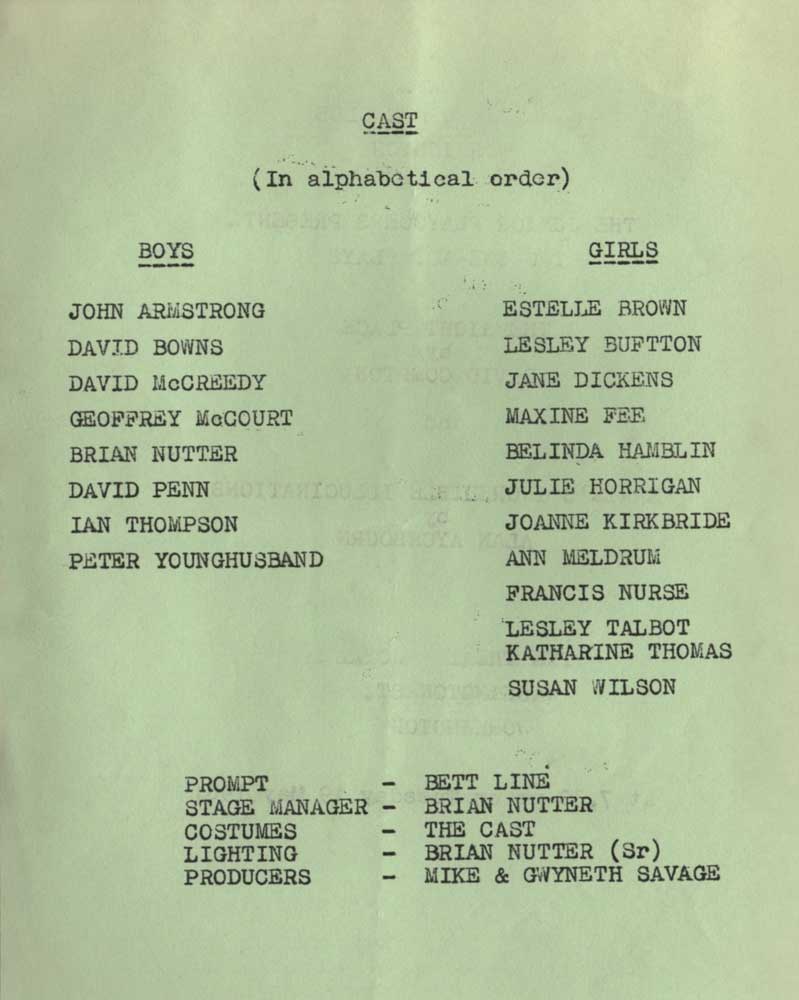 CAST
(In alphabetical order)
BOYS
JOHN ARMSTRONG
DAVID BOWNS
DAVID McCREEDY
GEOFFREY McCOURT
BRIAN NUTTER
DAVID PENN
IAN THOMPSON
PETER YOUNGHUSBAND
GIRLS
ESTELLE BROWN
LESLEY BUFTTON
JANE DICKENS
MAXINE FEE
BELINDA HAMBLIN
JULIE HORRIGAN
JOANNE KIRKBRIDE
ANN MELDRUM
FRANCIS NURSE
LESLEY TALBOT
KATHARINE THOMAS
SUSAN WILSON
PROMPT - BETT LINE
STAGE MANAGER - BRIAN NUTTER
COSTUMES - THE CAST
LIGHTING - BRIAN NUTTER (Sr)
PRODUCERS - MIKE & GWYNETH SAVAGE